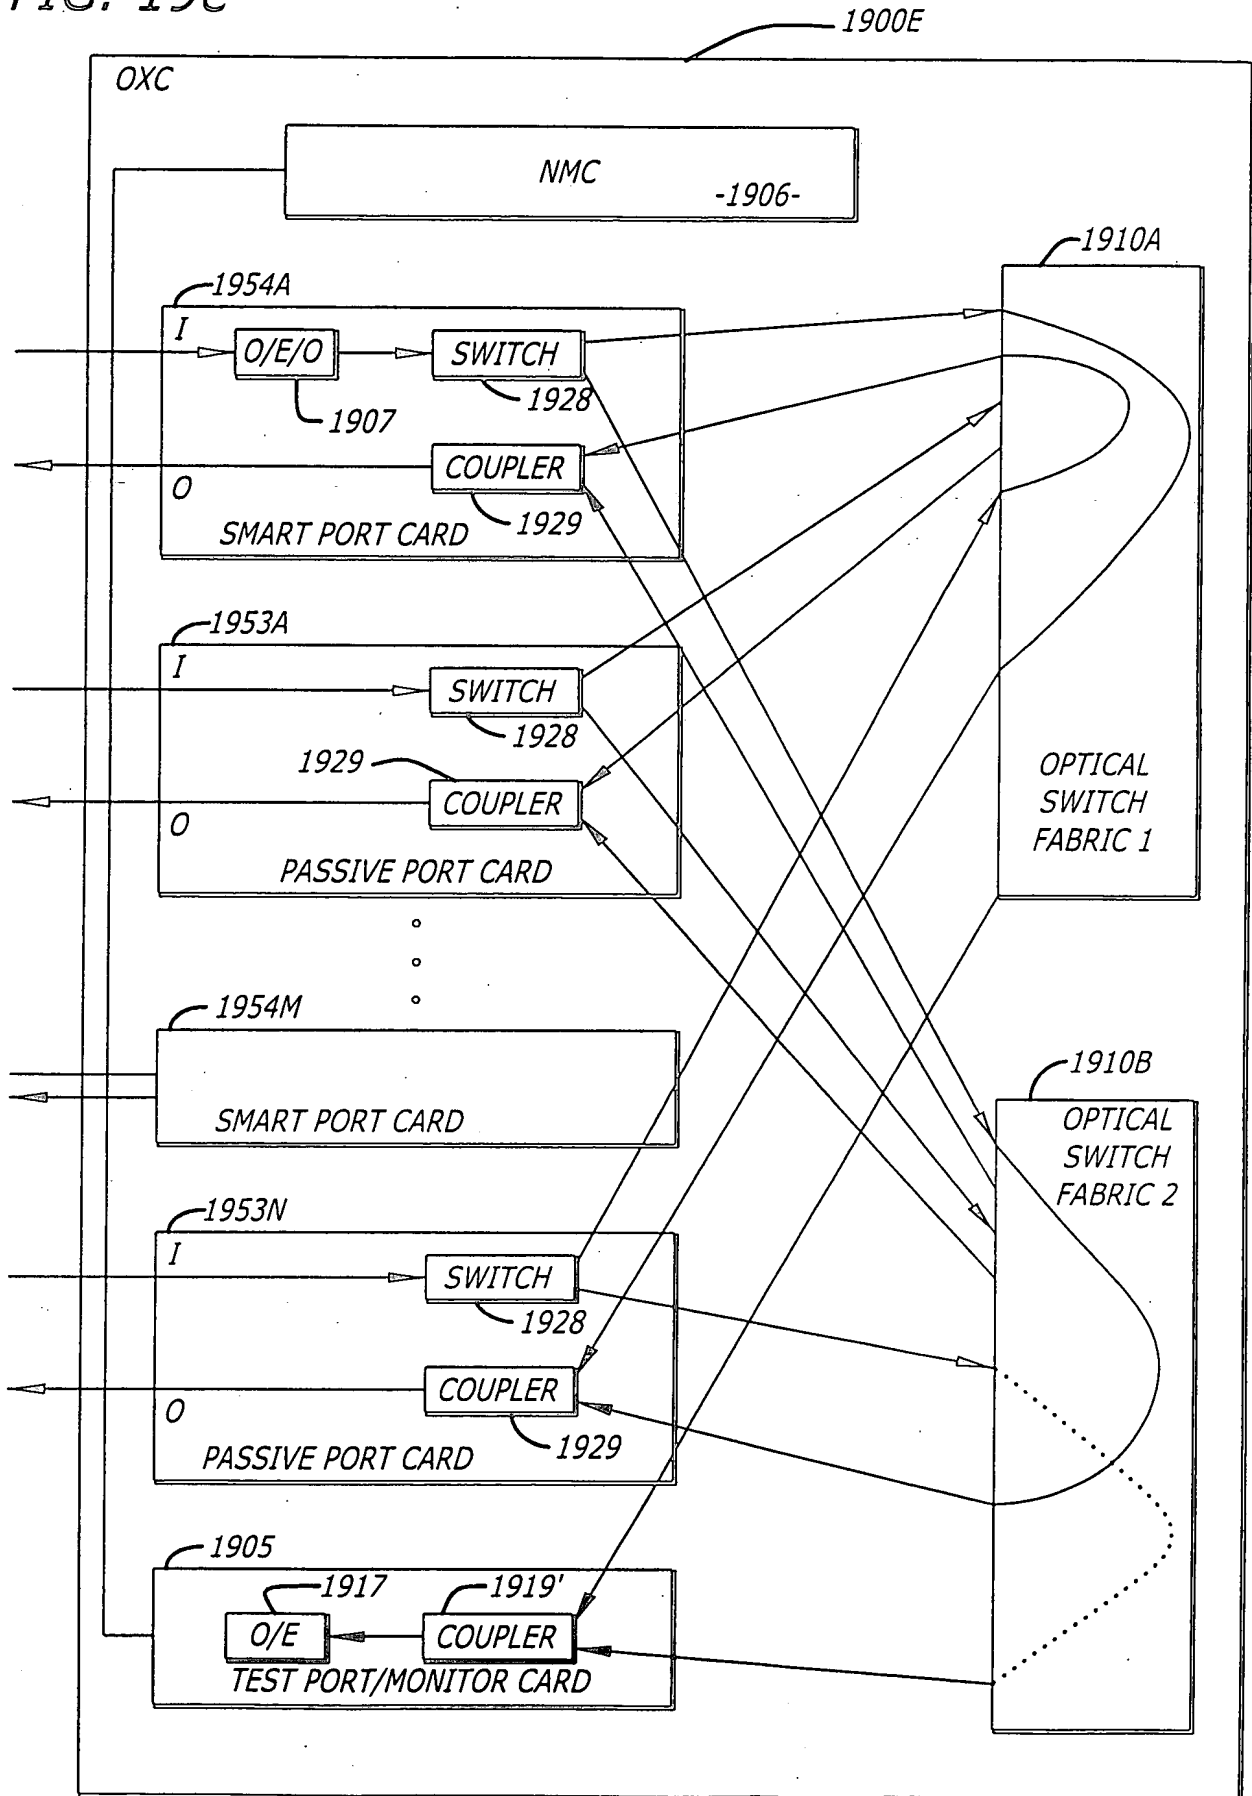 FIG. 19E
1900E
OXC
NMC
-1906-
1910A
1954A
I
O/E/O
SWITCH
1928
1907
COUPLER
O
1929
SMART PORT CARD
1953A
I
SWITCH
1928
1929
COUPLER
O
PASSIVE PORT CARD
OPTICAL
SWITCH
FABRIC 1
1954M
SMART PORT CARD
1910B
OPTICAL
SWITCH
FABRIC 2
1953N
I
SWITCH
1928
COUPLER
O
1929
PASSIVE PORT CARD
1905
1917
1919'
O/E
COUPLER
TEST PORT/MONITOR CARD